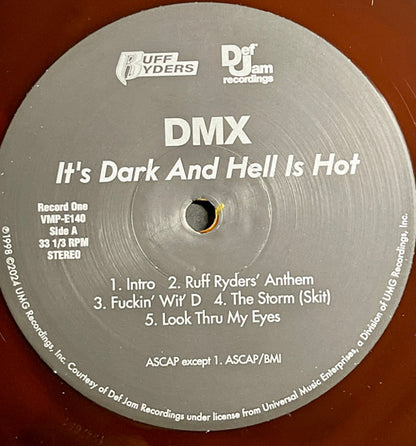 RUFF
RYDERS
Def
Jam
recordings
DMX
It's Dark And Hell Is Hot
Record One
VMP-E140
Side A
33 1/3 RPM
STEREO
1. Intro 2. Ruff Ryders' Anthem
3. Fuckin' Wit' D 4. The Storm (Skit)
5. Look Thru My Eyes
ASCAP except 1. ASCAP/BMI
℗1998 ©2024 UMG Recordings, Inc. Courtesy of Def Jam Recordings under license from Universal Music Enterprises, a Division of UMG Recordings, Inc.